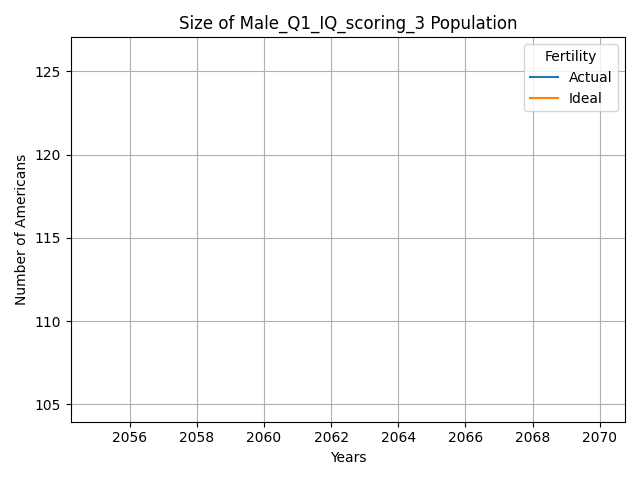 Size of Male_Q1_IQ_scoring_3 Population
Fertility
Actual
Ideal
Number of Americans
125
120
115
110
105
2056 2058 2060 2062 2064 2066 2068 2070
Years